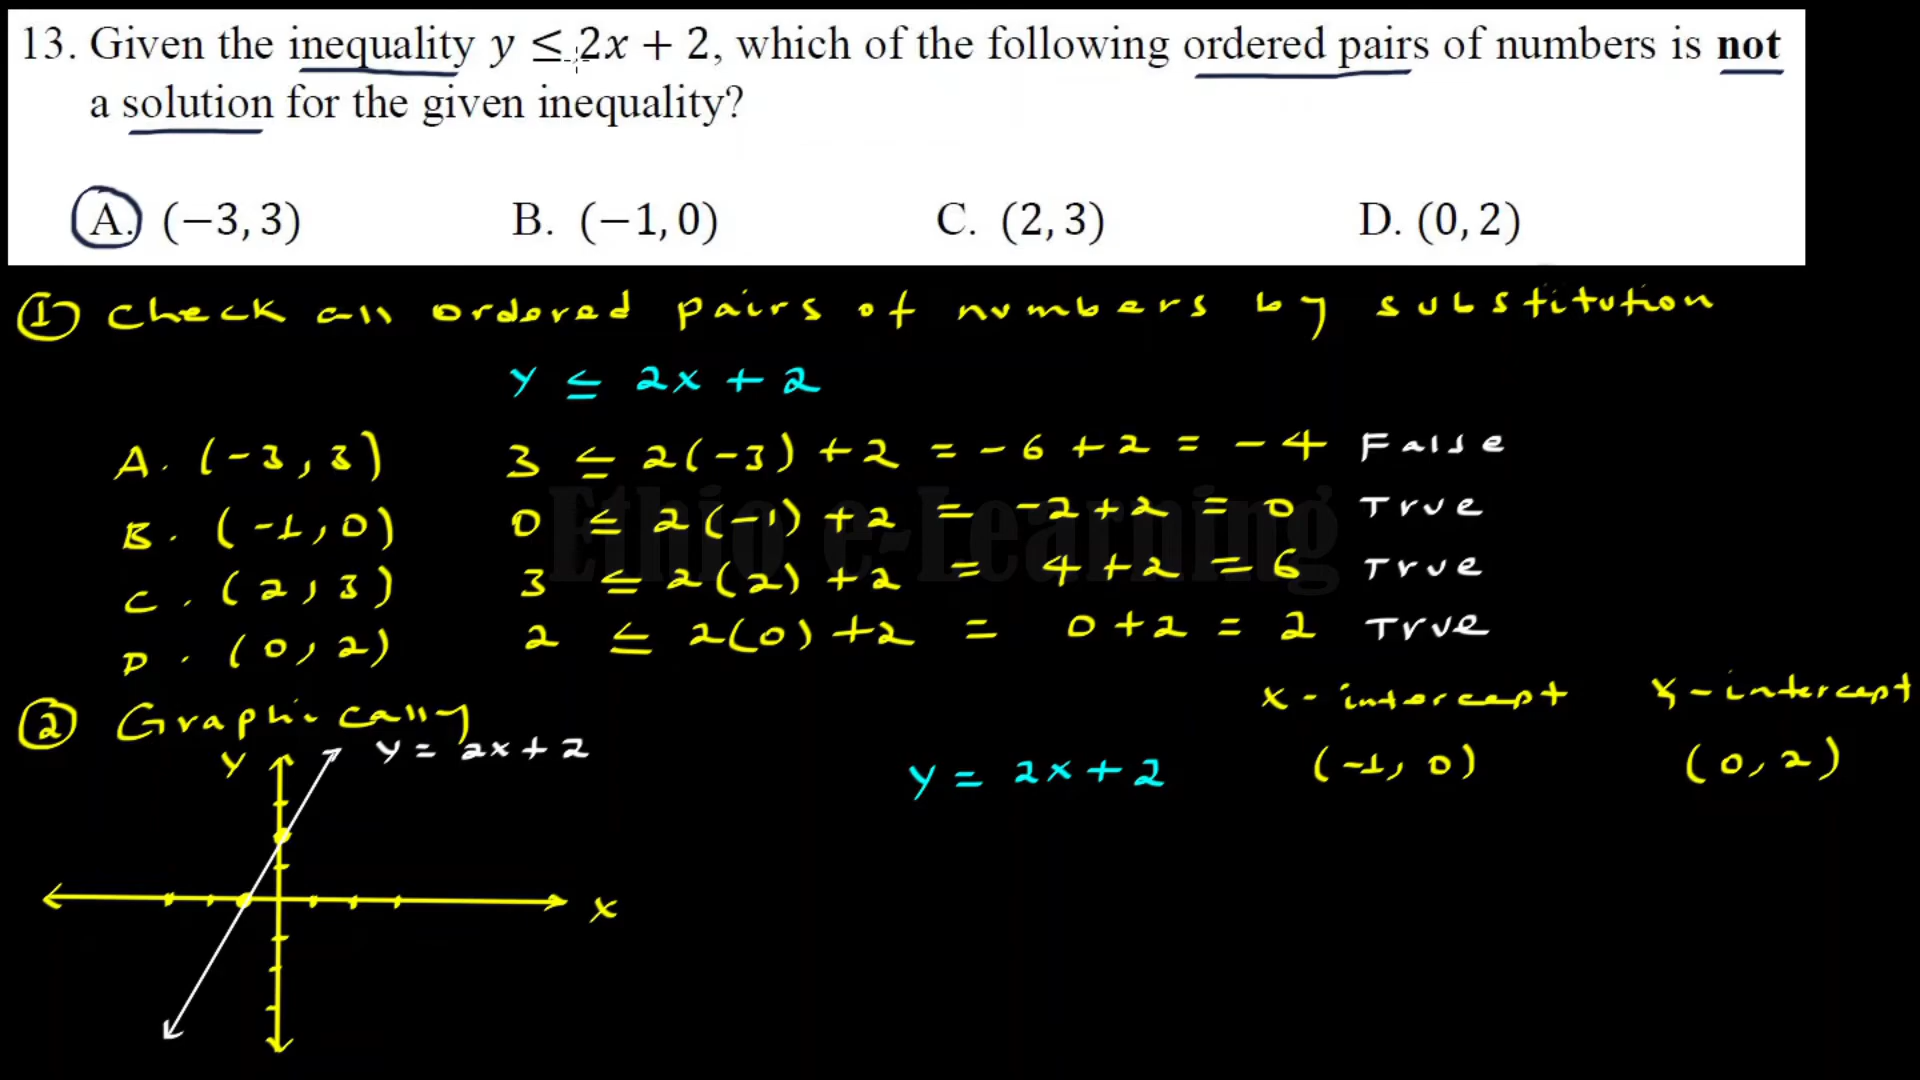 13. Given the inequality y ≤ 2x + 2, which of the following ordered pairs of numbers is not
a solution for the given inequality?
A. (−3, 3) B. (−1, 0) C. (2, 3) D. (0, 2)
① Check all ordered pairs of numbers by substitution
y ≤ 2x + 2
A. (-3, 3) 3 ≤ 2(-3) + 2 = -6 + 2 = -4 False
B. (-1, 0) 0 ≤ 2(-1) + 2 = -2 + 2 = 0 True
Ethio e-Learning
C. (2, 3) 3 ≤ 2(2) + 2 = 4 + 2 = 6 True
D. (0, 2) 2 ≤ 2(0) + 2 = 0 + 2 = 2 True
② Graphically
x - intercept y - intercept
y y = 2x + 2
y = 2x + 2 (-1, 0) (0, 2)
x